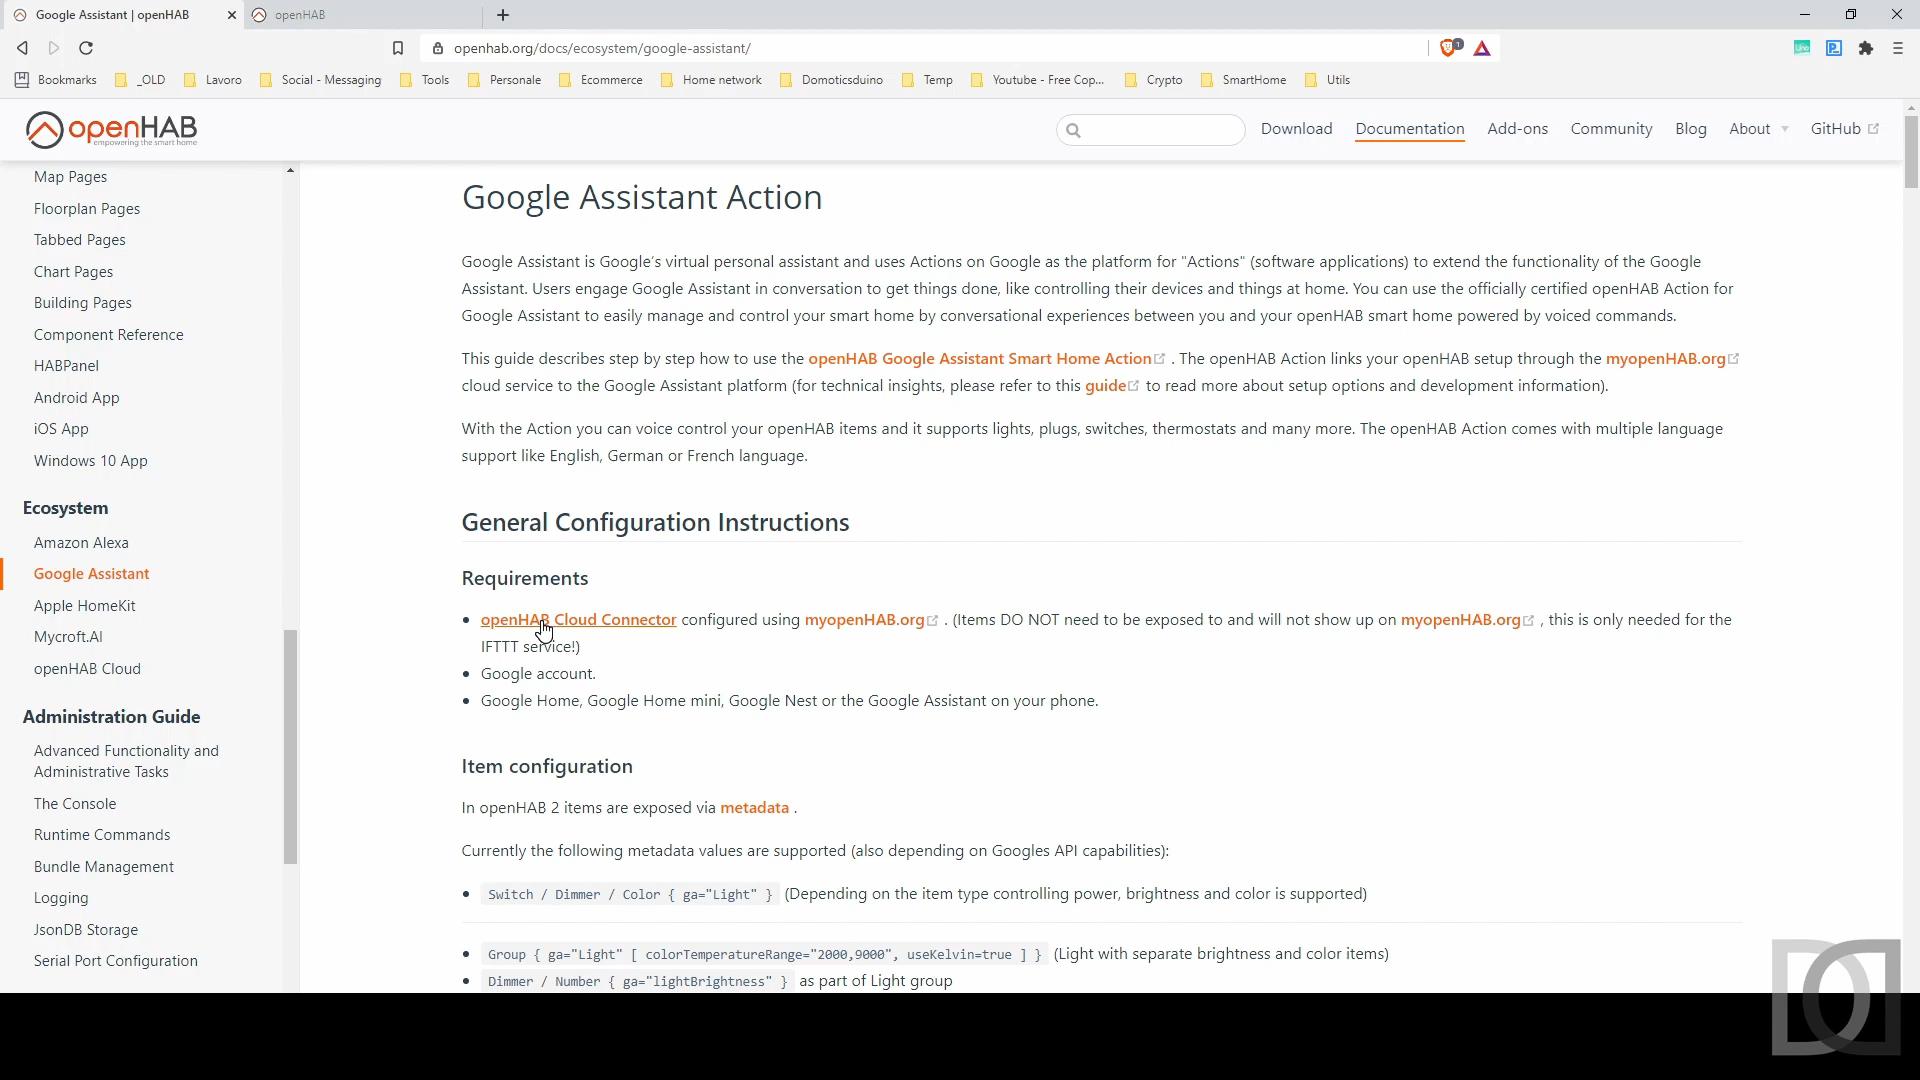 Google Assistant | openHAB
openHAB
openhab.org/docs/ecosystem/google-assistant/
1
Bookmarks _OLD Lavoro Social - Messaging Tools Personale Ecommerce Home network Domoticsduino Temp Youtube - Free Cop... Crypto SmartHome Utils
openHAB
empowering the smart home
Download Documentation Add-ons Community Blog About GitHub
Map Pages
Floorplan Pages
Tabbed Pages
Chart Pages
Building Pages
Component Reference
HABPanel
Android App
iOS App
Windows 10 App
Ecosystem
Amazon Alexa
Google Assistant
Apple HomeKit
Mycroft.AI
openHAB Cloud
Administration Guide
Advanced Functionality and
Administrative Tasks
The Console
Runtime Commands
Bundle Management
Logging
JsonDB Storage
Serial Port Configuration
Google Assistant Action
Google Assistant is Google's virtual personal assistant and uses Actions on Google as the platform for "Actions" (software applications) to extend the functionality of the Google
Assistant. Users engage Google Assistant in conversation to get things done, like controlling their devices and things at home. You can use the officially certified openHAB Action for
Google Assistant to easily manage and control your smart home by conversational experiences between you and your openHAB smart home powered by voiced commands.
This guide describes step by step how to use the openHAB Google Assistant Smart Home Action . The openHAB Action links your openHAB setup through the myopenHAB.org
cloud service to the Google Assistant platform (for technical insights, please refer to this guide to read more about setup options and development information).
With the Action you can voice control your openHAB items and it supports lights, plugs, switches, thermostats and many more. The openHAB Action comes with multiple language
support like English, German or French language.
General Configuration Instructions
Requirements
openHAB Cloud Connector configured using myopenHAB.org . (Items DO NOT need to be exposed to and will not show up on myopenHAB.org , this is only needed for the
IFTTT service!)
Google account.
Google Home, Google Home mini, Google Nest or the Google Assistant on your phone.
Item configuration
In openHAB 2 items are exposed via metadata .
Currently the following metadata values are supported (also depending on Googles API capabilities):
Switch / Dimmer / Color { ga="Light" } (Depending on the item type controlling power, brightness and color is supported)
Group { ga="Light" [ colorTemperatureRange="2000,9000", useKelvin=true ] } (Light with separate brightness and color items)
Dimmer / Number { ga="lightBrightness" } as part of Light group